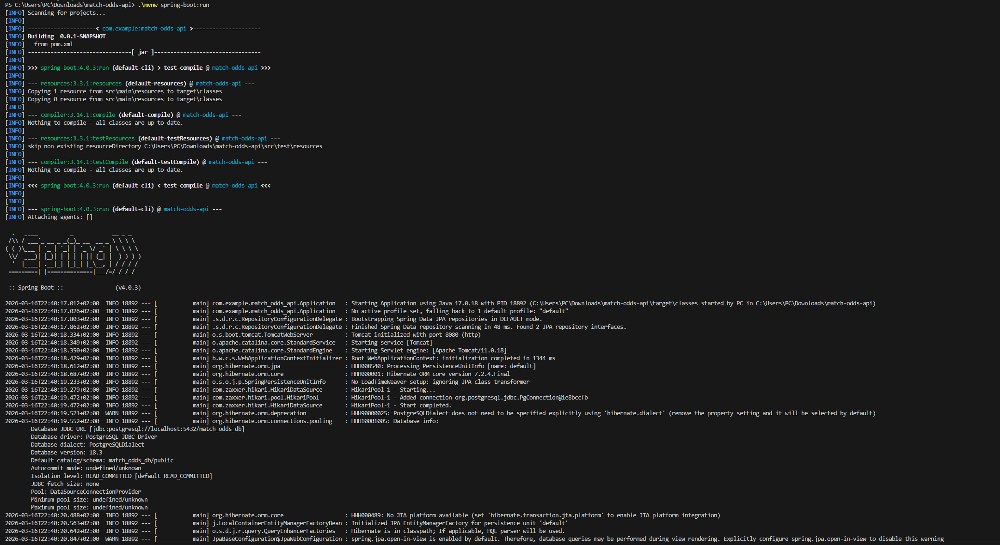 PS C:\Users\PC\Downloads\match-odds-api> .\mvnw spring-boot:run
[INFO] Scanning for projects...
[INFO]
[INFO] ---------------------< com.example:match-odds-api >---------------------
[INFO] Building  0.0.1-SNAPSHOT
[INFO]   from pom.xml
[INFO] --------------------------------[ jar ]---------------------------------
[INFO]
[INFO] >>> spring-boot:4.0.3:run (default-cli) > test-compile @ match-odds-api >>>
[INFO]
[INFO] --- resources:3.3.1:resources (default-resources) @ match-odds-api ---
[INFO] Copying 1 resource from src\main\resources to target\classes
[INFO] Copying 0 resource from src\main\resources to target\classes
[INFO]
[INFO] --- compiler:3.14.1:compile (default-compile) @ match-odds-api ---
[INFO] Nothing to compile - all classes are up to date.
[INFO]
[INFO] --- resources:3.3.1:testResources (default-testResources) @ match-odds-api ---
[INFO] skip non existing resourceDirectory C:\Users\PC\Downloads\match-odds-api\src\test\resources
[INFO]
[INFO] --- compiler:3.14.1:testCompile (default-testCompile) @ match-odds-api ---
[INFO] Nothing to compile - all classes are up to date.
[INFO]
[INFO] <<< spring-boot:4.0.3:run (default-cli) < test-compile @ match-odds-api <<<
[INFO]
[INFO]
[INFO] --- spring-boot:4.0.3:run (default-cli) @ match-odds-api ---
[INFO] Attaching agents: []

  .   ____          _            __ _ _
 /\\ / ___'_ __ _ _(_)_ __  __ _ \ \ \ \
( ( )\___ | '_ | '_| | '_ \/ _` | \ \ \ \
 \\/  ___)| |_)| | | | | || (_| |  ) ) ) )
  '  |____| .__|_| |_|_| |_\__, | / / / /
 =========|_|==============|___/=/_/_/_/

 :: Spring Boot ::                (v4.0.3)

2026-03-16T22:40:17.012+02:00  INFO 18892 --- [           main] com.example.match_odds_api.Application   : Starting Application using Java 17.0.18 with PID 18892 (C:\Users\PC\Downloads\match-odds-api\target\classes started by PC in C:\Users\PC\Downloads\match-odds-api)
2026-03-16T22:40:17.026+02:00  INFO 18892 --- [           main] com.example.match_odds_api.Application   : No active profile set, falling back to 1 default profile: "default"
2026-03-16T22:40:17.803+02:00  INFO 18892 --- [           main] .s.d.r.c.RepositoryConfigurationDelegate : Bootstrapping Spring Data JPA repositories in DEFAULT mode.
2026-03-16T22:40:17.862+02:00  INFO 18892 --- [           main] .s.d.r.c.RepositoryConfigurationDelegate : Finished Spring Data repository scanning in 48 ms. Found 2 JPA repository interfaces.
2026-03-16T22:40:18.334+02:00  INFO 18892 --- [           main] o.s.boot.tomcat.TomcatWebServer          : Tomcat initialized with port 8080 (http)
2026-03-16T22:40:18.349+02:00  INFO 18892 --- [           main] o.apache.catalina.core.StandardService   : Starting service [Tomcat]
2026-03-16T22:40:18.350+02:00  INFO 18892 --- [           main] o.apache.catalina.core.StandardEngine    : Starting Servlet engine: [Apache Tomcat/11.0.18]
2026-03-16T22:40:18.429+02:00  INFO 18892 --- [           main] b.w.c.s.WebApplicationContextInitializer : Root WebApplicationContext: initialization completed in 1344 ms
2026-03-16T22:40:18.612+02:00  INFO 18892 --- [           main] org.hibernate.orm.jpa                    : HHH008540: Processing PersistenceUnitInfo [name: default]
2026-03-16T22:40:18.687+02:00  INFO 18892 --- [           main] org.hibernate.orm.core                   : HHH000001: Hibernate ORM core version 7.2.4.Final
2026-03-16T22:40:19.233+02:00  INFO 18892 --- [           main] o.s.o.j.p.SpringPersistenceUnitInfo      : No LoadTimeWeaver setup: ignoring JPA class transformer
2026-03-16T22:40:19.279+02:00  INFO 18892 --- [           main] com.zaxxer.hikari.HikariDataSource       : HikariPool-1 - Starting...
2026-03-16T22:40:19.472+02:00  INFO 18892 --- [           main] com.zaxxer.hikari.pool.HikariPool        : HikariPool-1 - Added connection org.postgresql.jdbc.PgConnection@1e8bccfb
2026-03-16T22:40:19.472+02:00  INFO 18892 --- [           main] com.zaxxer.hikari.HikariDataSource       : HikariPool-1 - Start completed.
2026-03-16T22:40:19.521+02:00  WARN 18892 --- [           main] org.hibernate.orm.deprecation            : HHH90000025: PostgreSQLDialect does not need to be specified explicitly using 'hibernate.dialect' (remove the property setting and it will be selected by default)
2026-03-16T22:40:19.552+02:00  INFO 18892 --- [           main] org.hibernate.orm.connections.pooling    : HHH10001005: Database info:
        Database JDBC URL [jdbc:postgresql://localhost:5432/match_odds_db]
        Database driver: PostgreSQL JDBC Driver
        Database dialect: PostgreSQLDialect
        Database version: 18.3
        Default catalog/schema: match_odds_db/public
        Autocommit mode: undefined/unknown
        Isolation level: READ_COMMITTED [default READ_COMMITTED]
        JDBC fetch size: none
        Pool: DataSourceConnectionProvider
        Minimum pool size: undefined/unknown
        Maximum pool size: undefined/unknown
2026-03-16T22:40:20.488+02:00  INFO 18892 --- [           main] org.hibernate.orm.core                   : HHH000489: No JTA platform available (set 'hibernate.transaction.jta.platform' to enable JTA platform integration)
2026-03-16T22:40:20.563+02:00  INFO 18892 --- [           main] j.LocalContainerEntityManagerFactoryBean : Initialized JPA EntityManagerFactory for persistence unit 'default'
2026-03-16T22:40:20.642+02:00  INFO 18892 --- [           main] o.s.d.j.r.query.QueryEnhancerFactories   : Hibernate is in classpath; If applicable, HQL parser will be used.
2026-03-16T22:40:20.847+02:00  WARN 18892 --- [           main] JpaBaseConfiguration$JpaWebConfiguration : spring.jpa.open-in-view is enabled by default. Therefore, database queries may be performed during view rendering. Explicitly configure spring.jpa.open-in-view to disable this warning